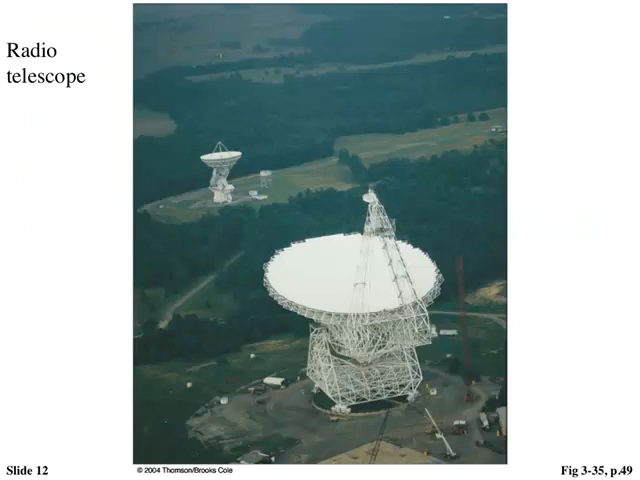 Radio
telescope
Slide 12
© 2004 Thomson/Brooks Cole
Fig 3-35, p.49